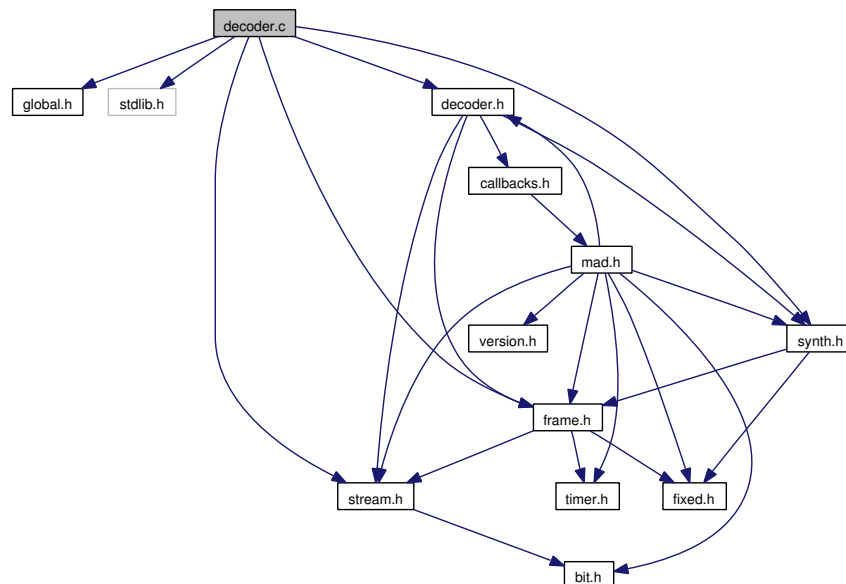 decoder.c
global.h
stdlib.h
decoder.h
callbacks.h
mad.h
version.h
synth.h
frame.h
stream.h
timer.h
fixed.h
bit.h